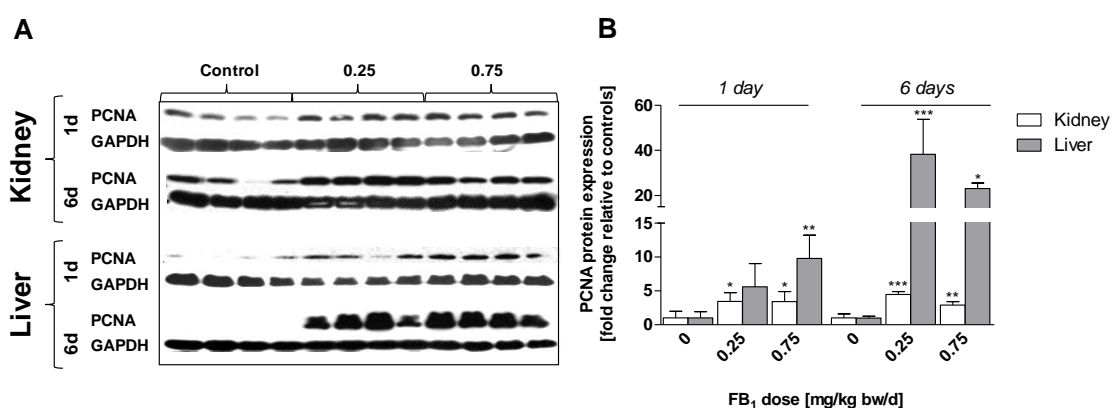 A
Control 0.25 0.75
Kidney
1d
PCNA
GAPDH
6d
PCNA
GAPDH
Liver
1d
PCNA
GAPDH
6d
PCNA
GAPDH
B
1 day 6 days
Kidney
Liver
PCNA protein expression
[fold change relative to controls]
60
40
20
15
10
5
0
* ** * *** *** ** *
0 0.25 0.75 0 0.25 0.75
FB₁ dose [mg/kg bw/d]